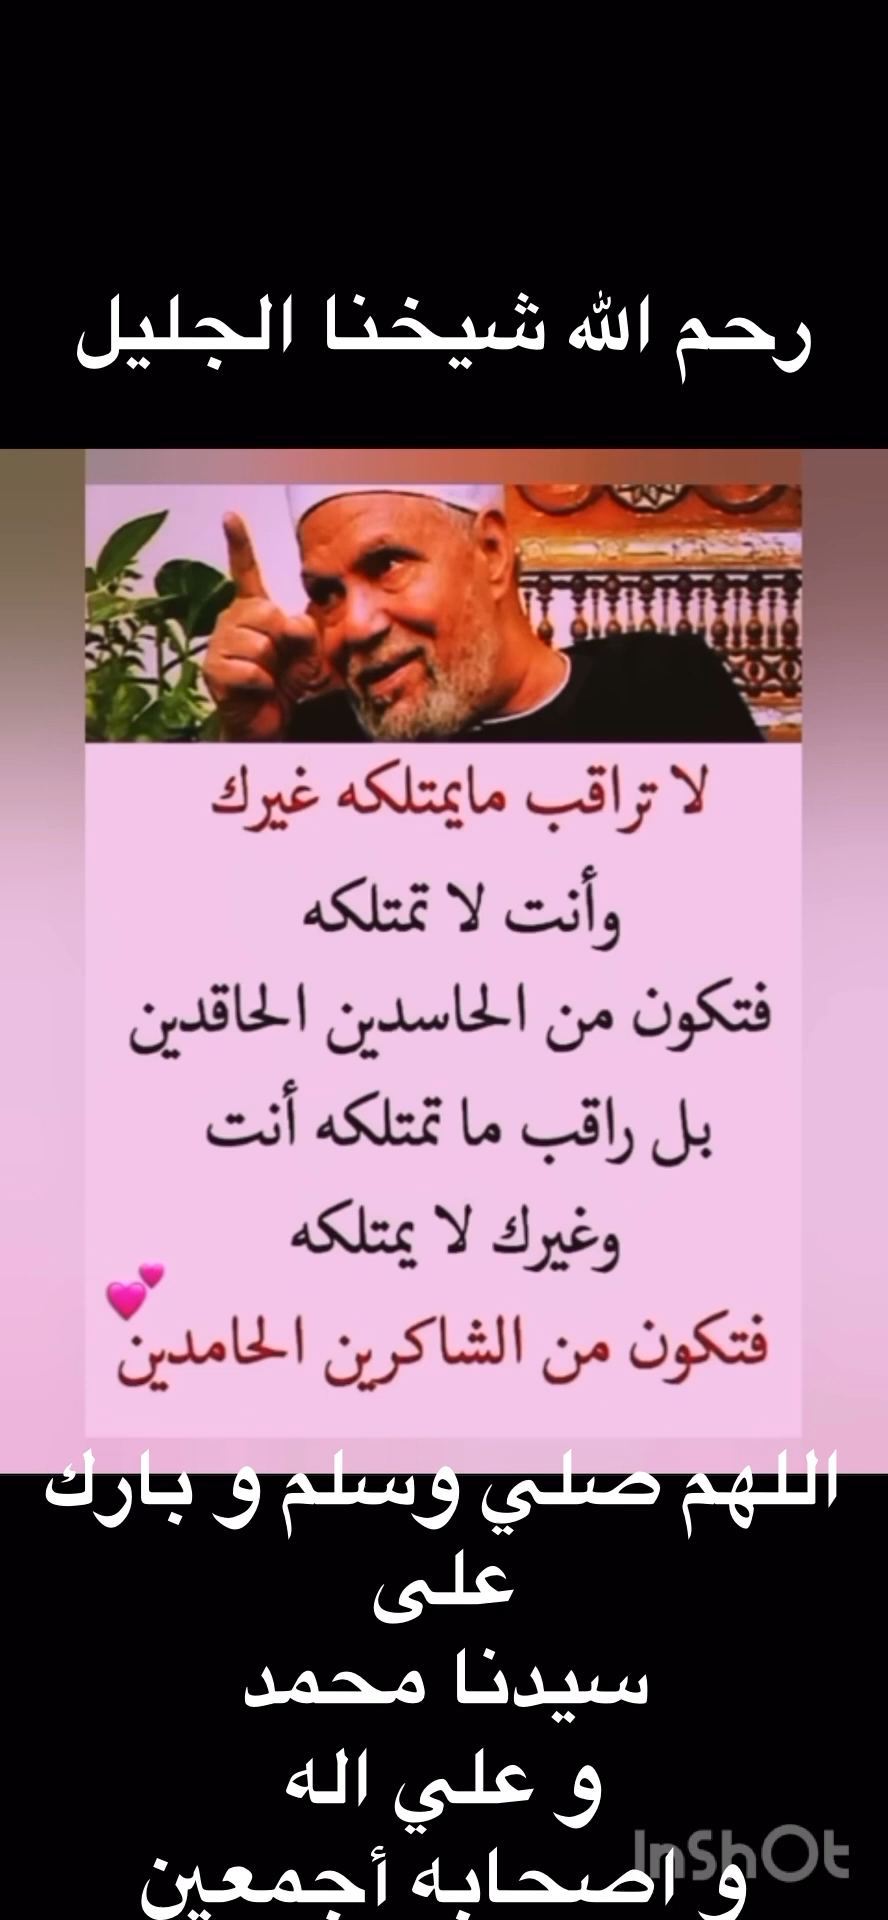 رحم الله شيخنا الجليل
لا تراقب مايمتلكه غيرك
وأنت لا تمتلكه
فتكون من الحاسدين الحاقدين
بل راقب ما تمتلكه أنت
وغيرك لا يمتلكه
فتكون من الشاكرين الحامدين
اللهم صلي وسلم و بارك
على
سيدنا محمد
و علي اله
و اصحابه أجمعين
InShOt